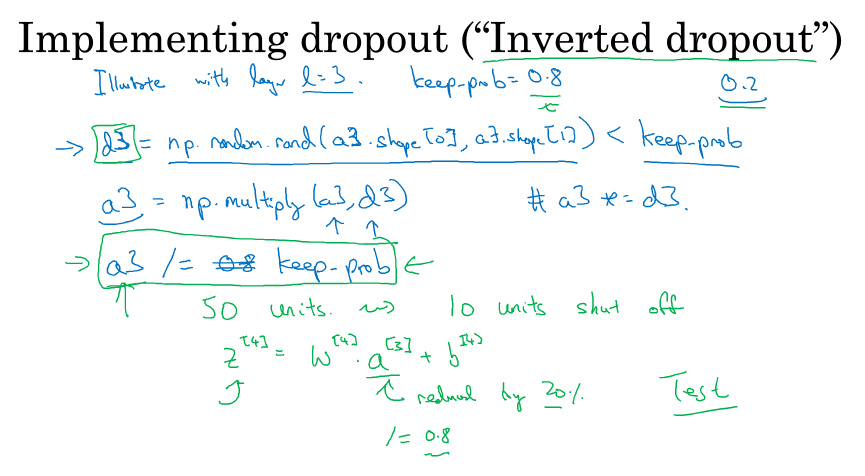 Implementing dropout (“Inverted dropout”)
Illustrate with layer l=3. keep-prob = 0.8 0.2
→ d3 = np.random.rand(a3.shape[0], a3.shape[1]) < keep-prob
a3 = np.multiply(a3, d3) # a3 *= d3.
→ a3 /= 0.8 keep-prob ←
50 units. ⇝ 10 units shut off
z^[4] = W^[4] · a^[3] + b^[4]
reduced by 20%. Test
/= 0.8